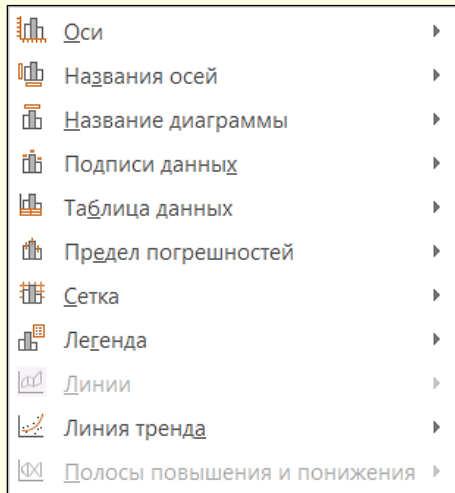 Оси
Названия осей
Название диаграммы
Подписи данных
Таблица данных
Предел погрешностей
Сетка
Легенда
Линии
Линия тренда
Полосы повышения и понижения